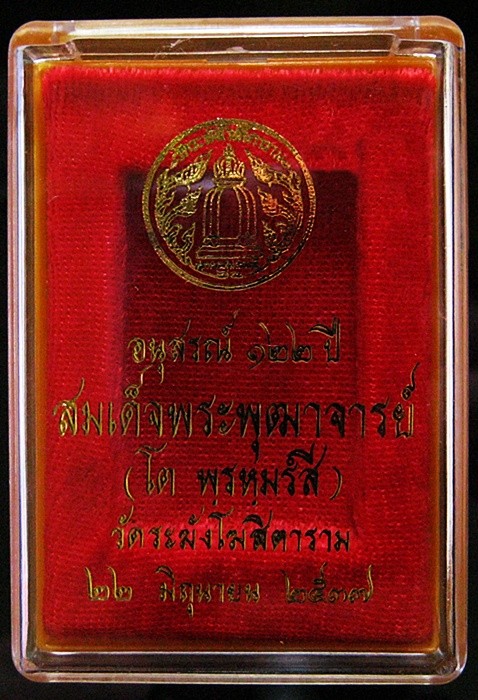 อนุสรณ์ ๑๒๒ ปี
สมเด็จพระพุฒาจารย์
(โต พรหมรํสี)
วัดระฆังโฆสิตาราม
๒๒ มิถุนายน ๒๕๓๗